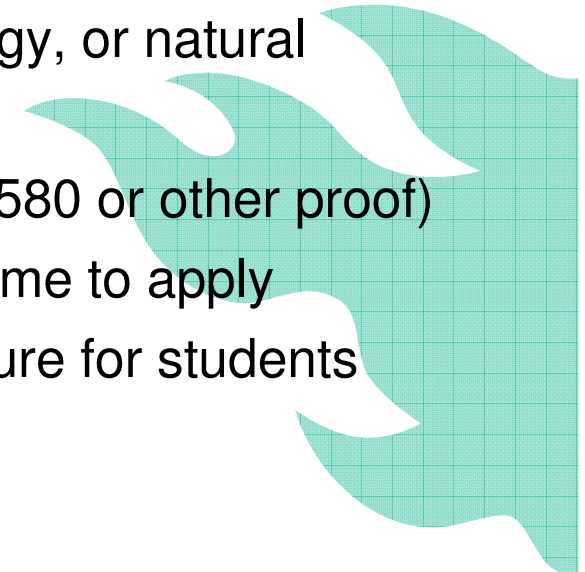 gy, or natural
580 or other proof)
me to apply
ure for students